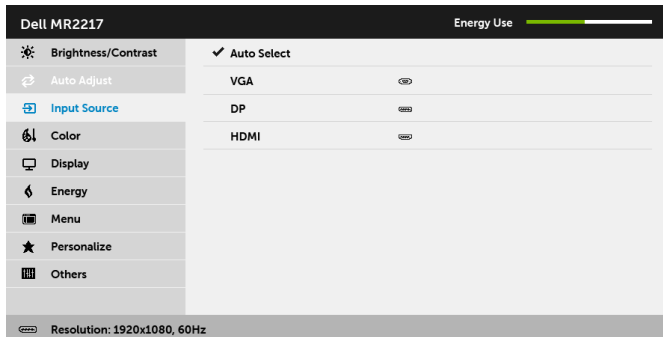 Dell MR2217 Energy Use
Brightness/Contrast Auto Select
Auto Adjust VGA
Input Source DP
Color HDMI
Display
Energy
Menu
Personalize
Others
Resolution: 1920x1080, 60Hz